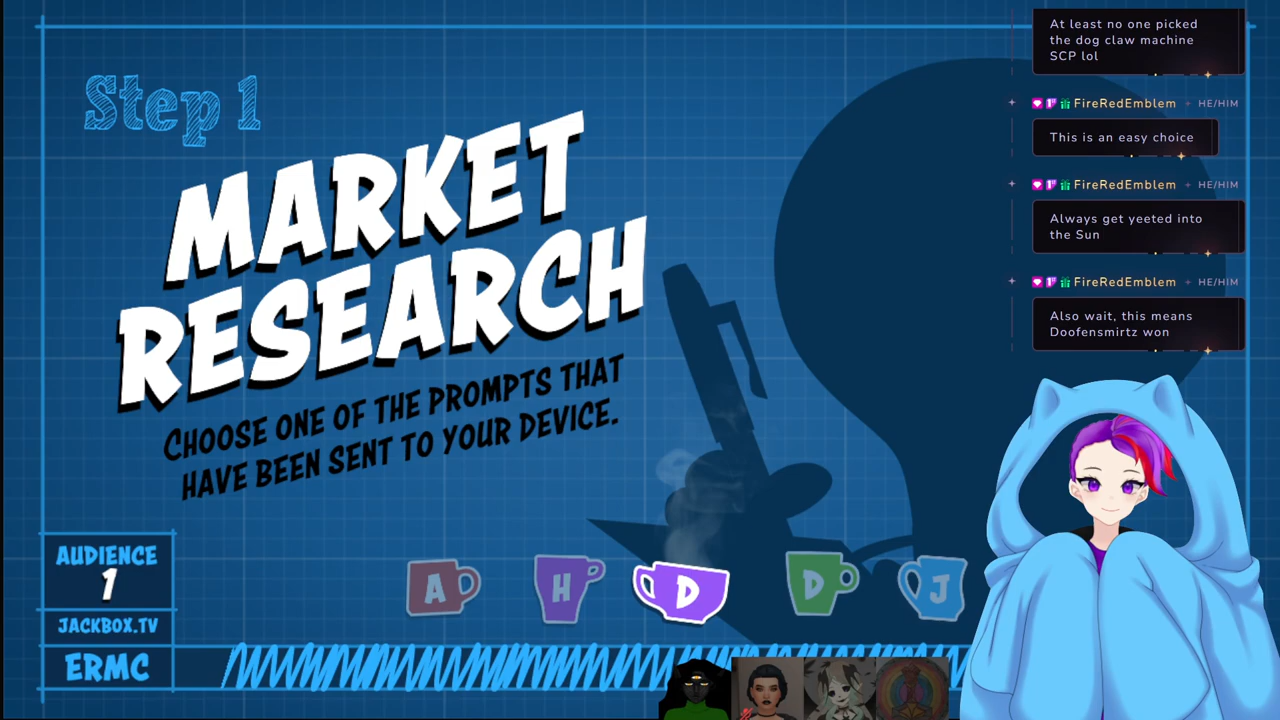 Step 1
MARKET
RESEARCH
CHOOSE ONE OF THE PROMPTS THAT
HAVE BEEN SENT TO YOUR DEVICE.
AUDIENCE
1
JACKBOX.TV
ERMC
A
H
D
D
J
At least no one picked
the dog claw machine
SCP lol
FireRedEmblem HE/HIM
This is an easy choice
FireRedEmblem HE/HIM
Always get yeeted into
the Sun
FireRedEmblem HE/HIM
Also wait, this means
Doofensmirtz won